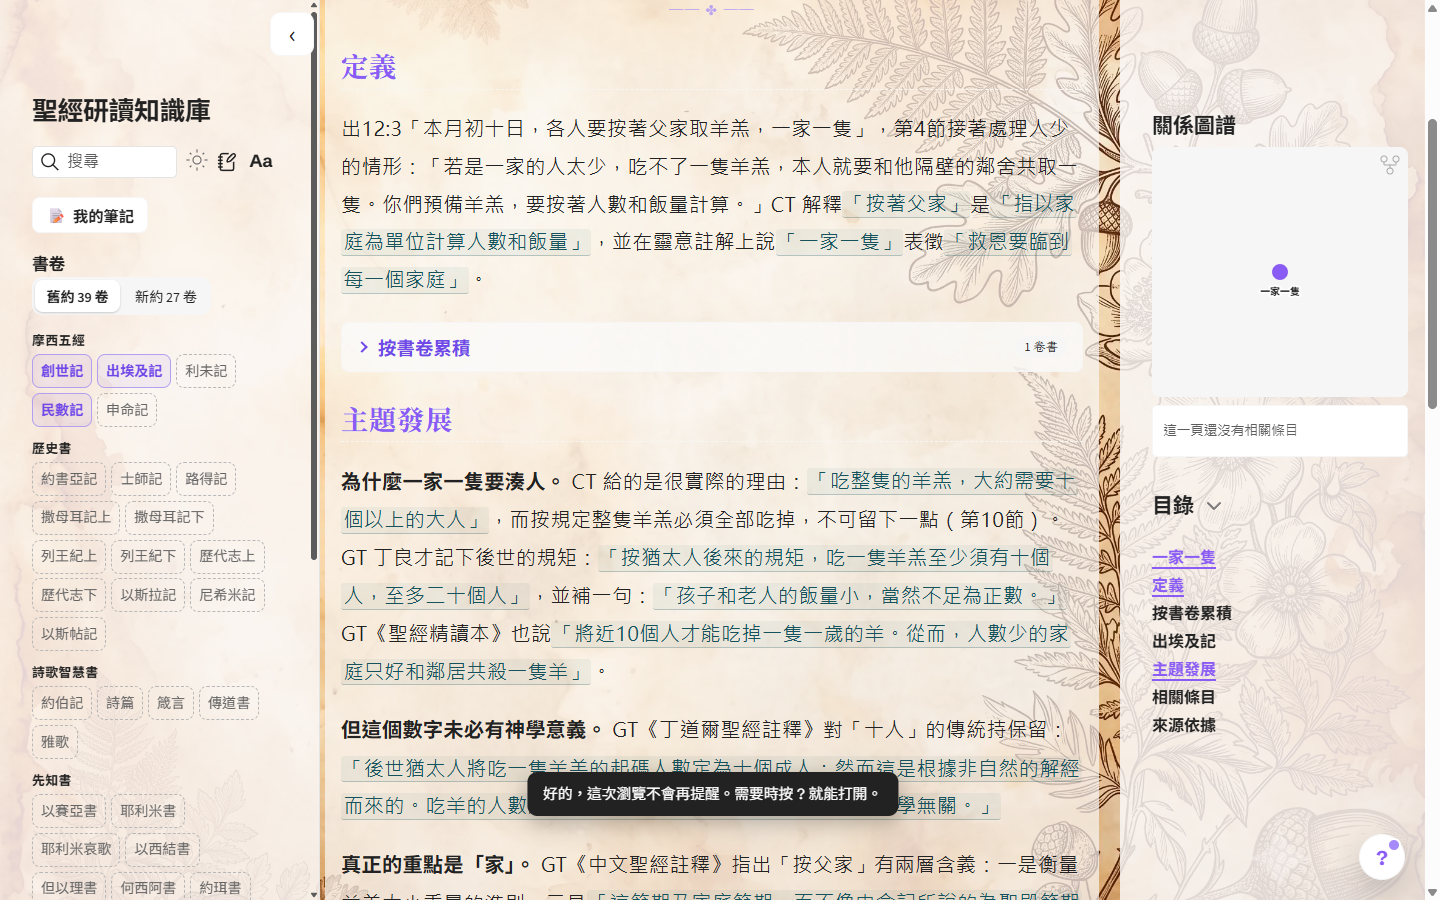 ‹
聖經研讀知識庫
搜尋
Aa
我的筆記
書卷
舊約 39 卷
新約 27 卷
摩西五經
創世記
出埃及記
利未記
民數記
申命記
歷史書
約書亞記
士師記
路得記
撒母耳記上
撒母耳記下
列王紀上
列王紀下
歷代志上
歷代志下
以斯拉記
尼希米記
以斯帖記
詩歌智慧書
約伯記
詩篇
箴言
傳道書
雅歌
先知書
以賽亞書
耶利米書
耶利米哀歌
以西結書
但以理書
何西阿書
約珥書
定義
出12:3「本月初十日，各人要按著父家取羊羔，一家一隻」，第4節接著處理人少
的情形：「若是一家的人太少，吃不了一隻羊羔，本人就要和他隔壁的鄰舍共取一
隻。你們預備羊羔，要按著人數和飯量計算。」CT 解釋「按著父家」是「指以家
庭為單位計算人數和飯量」，並在靈意註解上說「一家一隻」表徵「救恩要臨到
每一個家庭」。
按書卷累積
1 卷書
主題發展
為什麼一家一隻要湊人。 CT 給的是很實際的理由：「吃整隻的羊羔，大約需要十
個以上的大人」，而按規定整隻羊羔必須全部吃掉，不可留下一點（第10節）。
GT 丁良才記下後世的規矩：「按猶太人後來的規矩，吃一隻羊羔至少須有十個
人，至多二十個人」，並補一句：「孩子和老人的飯量小，當然不足為正數。」
GT《聖經精讀本》也說「將近10個人才能吃掉一隻一歲的羊。從而，人數少的家
庭只好和鄰居共殺一隻羊」。
但這個數字未必有神學意義。 GT《丁道爾聖經註釋》對「十人」的傳統持保留：
「後世猶太人將吃一隻羊羔的起碼人數定為十個成人；然而這是根據非自然的解經
而來的。吃羊的人數
學無關。」
好的，這次瀏覽不會再提醒。需要時按 ? 就能打開。
真正的重點是「家」。 GT《中文聖經註釋》指出「按父家」有兩層含義：一是衡量
關係圖譜
一家一隻
這一頁還沒有相關條目
目錄
一家一隻
定義
按書卷累積
出埃及記
主題發展
相關條目
來源依據
?